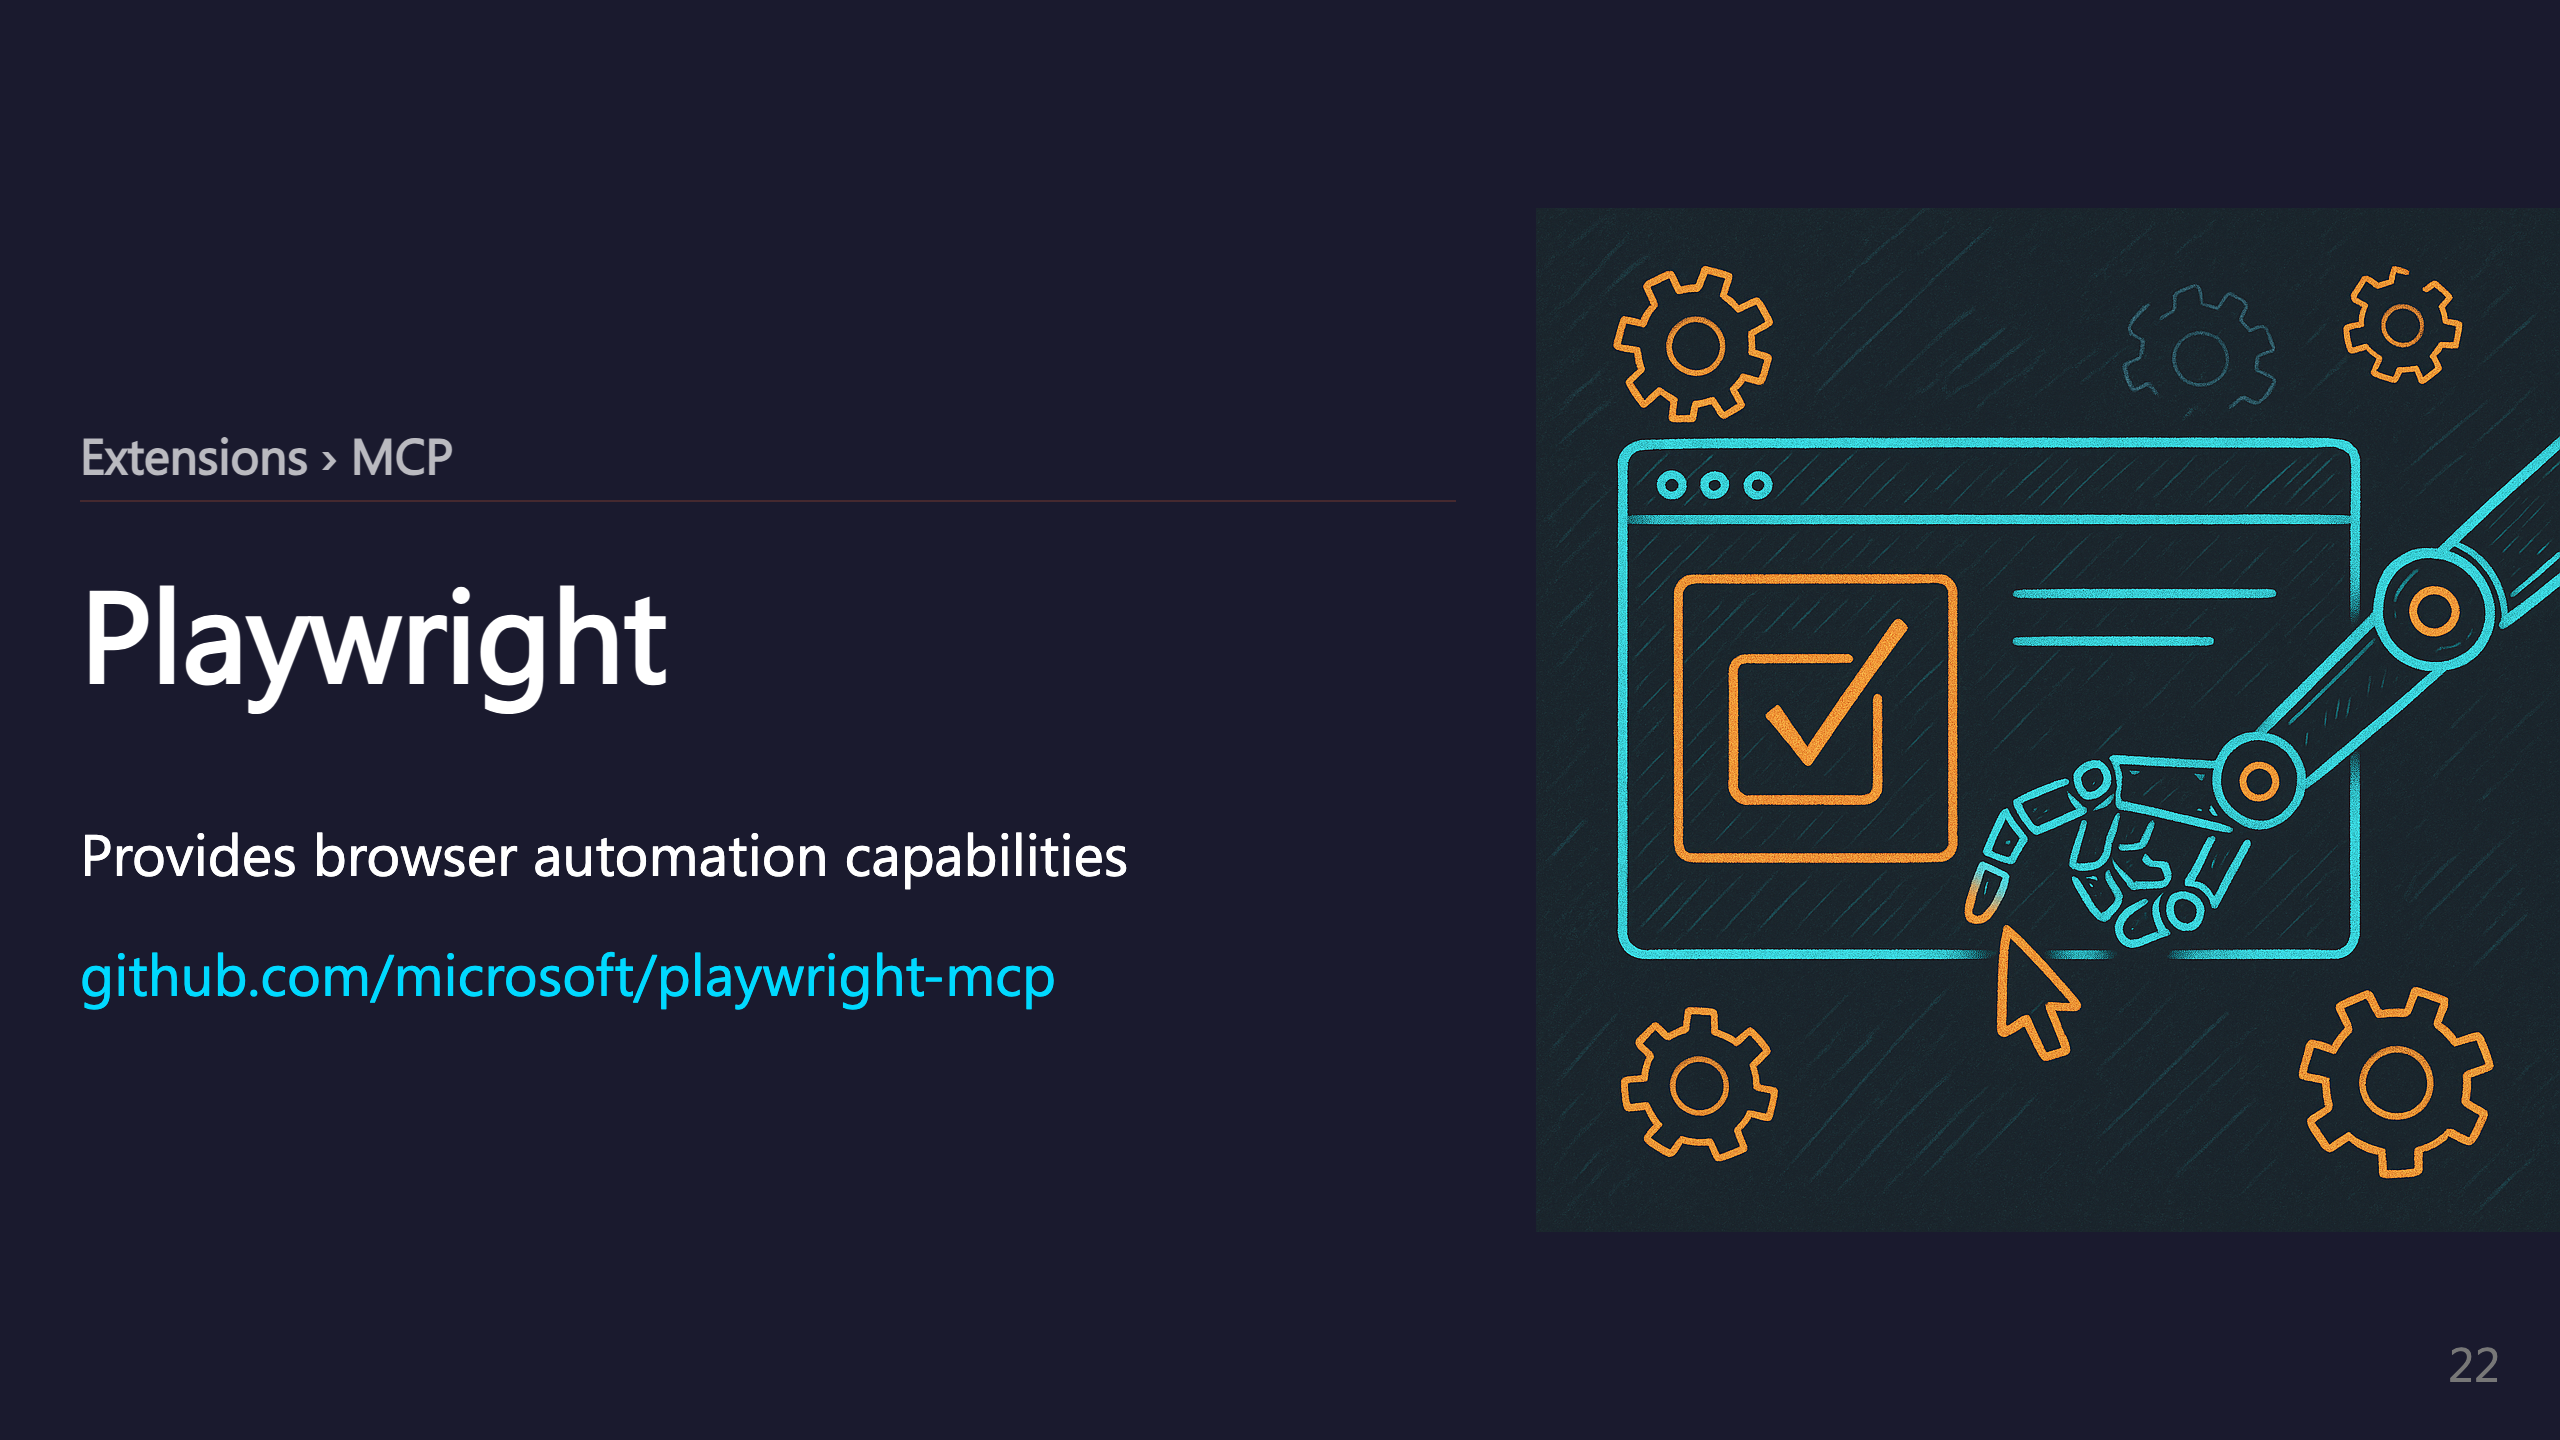 Extensions › MCP
Playwright
Provides browser automation capabilities
github.com/microsoft/playwright-mcp
22